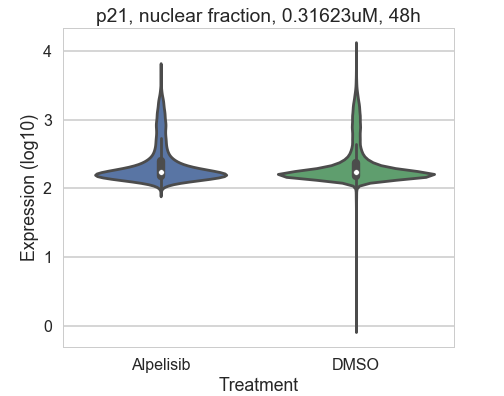 p21, nuclear fraction, 0.31623uM, 48h
4
3
2
1
0
Expression (log10)
Alpelisib
DMSO
Treatment